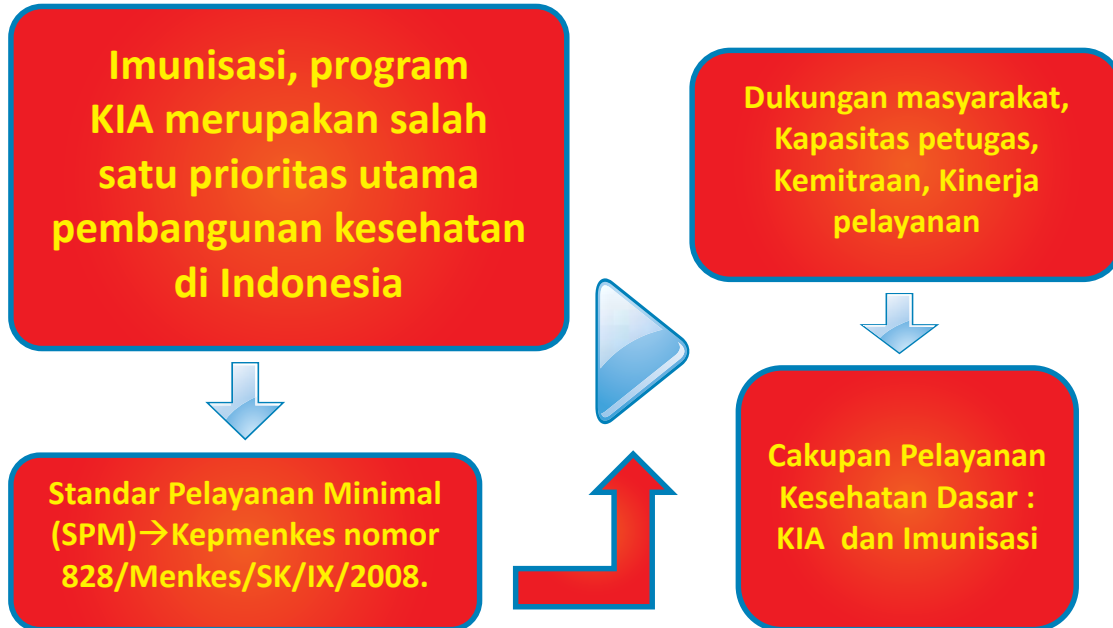 Imunisasi, program
KIA merupakan salah
satu prioritas utama
pembangunan kesehatan
di Indonesia
Standar Pelayanan Minimal
(SPM)→Kepmenkes nomor
828/Menkes/SK/IX/2008.
Dukungan masyarakat,
Kapasitas petugas,
Kemitraan, Kinerja
pelayanan
Cakupan Pelayanan
Kesehatan Dasar :
KIA dan Imunisasi